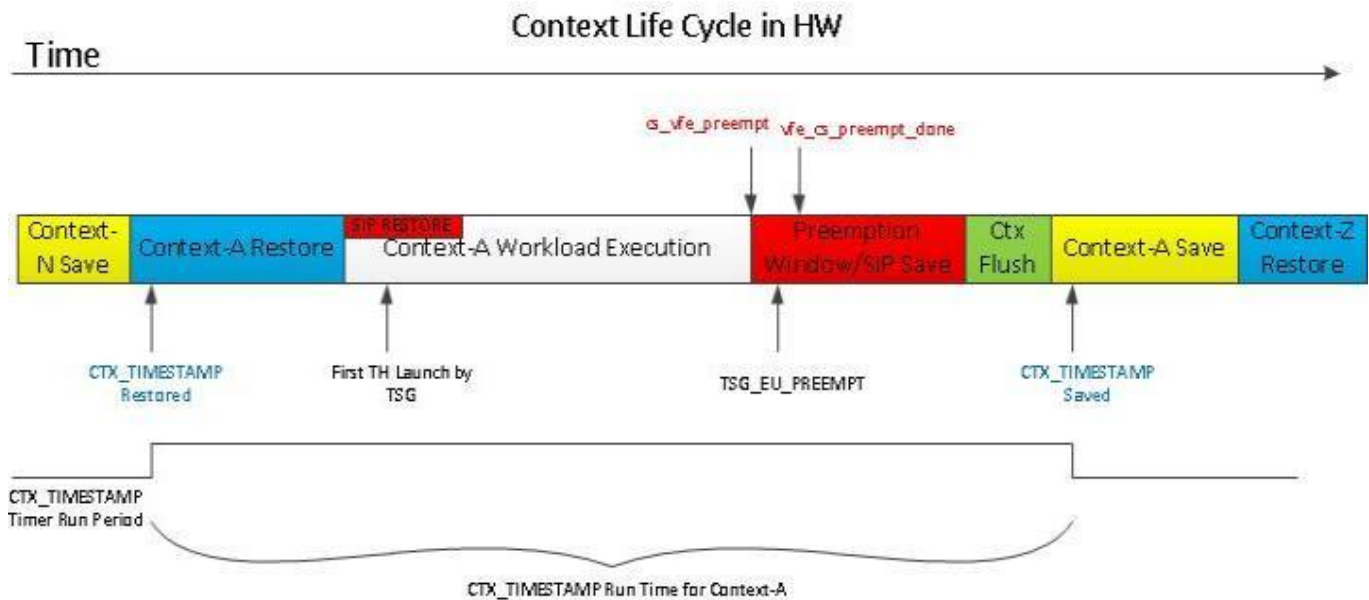 Context Life Cycle in HW
Time
cs_vfe_preempt
vfe_cs_preempt_done
Context-
N Save
Context-A Restore
SIP RESTORE
Context-A Workload Execution
Preemption
Window/SIP Save
Ctx
Flush
Context-A Save
Context-Z
Restore
CTX_TIMESTAMP
Restored
First TH Launch by
TSG
TSG_EU_PREEMPT
CTX_TIMESTAMP
Saved
CTX_TIMESTAMP
Timer Run Period
CTX_TIMESTAMP Run Time for Context-A